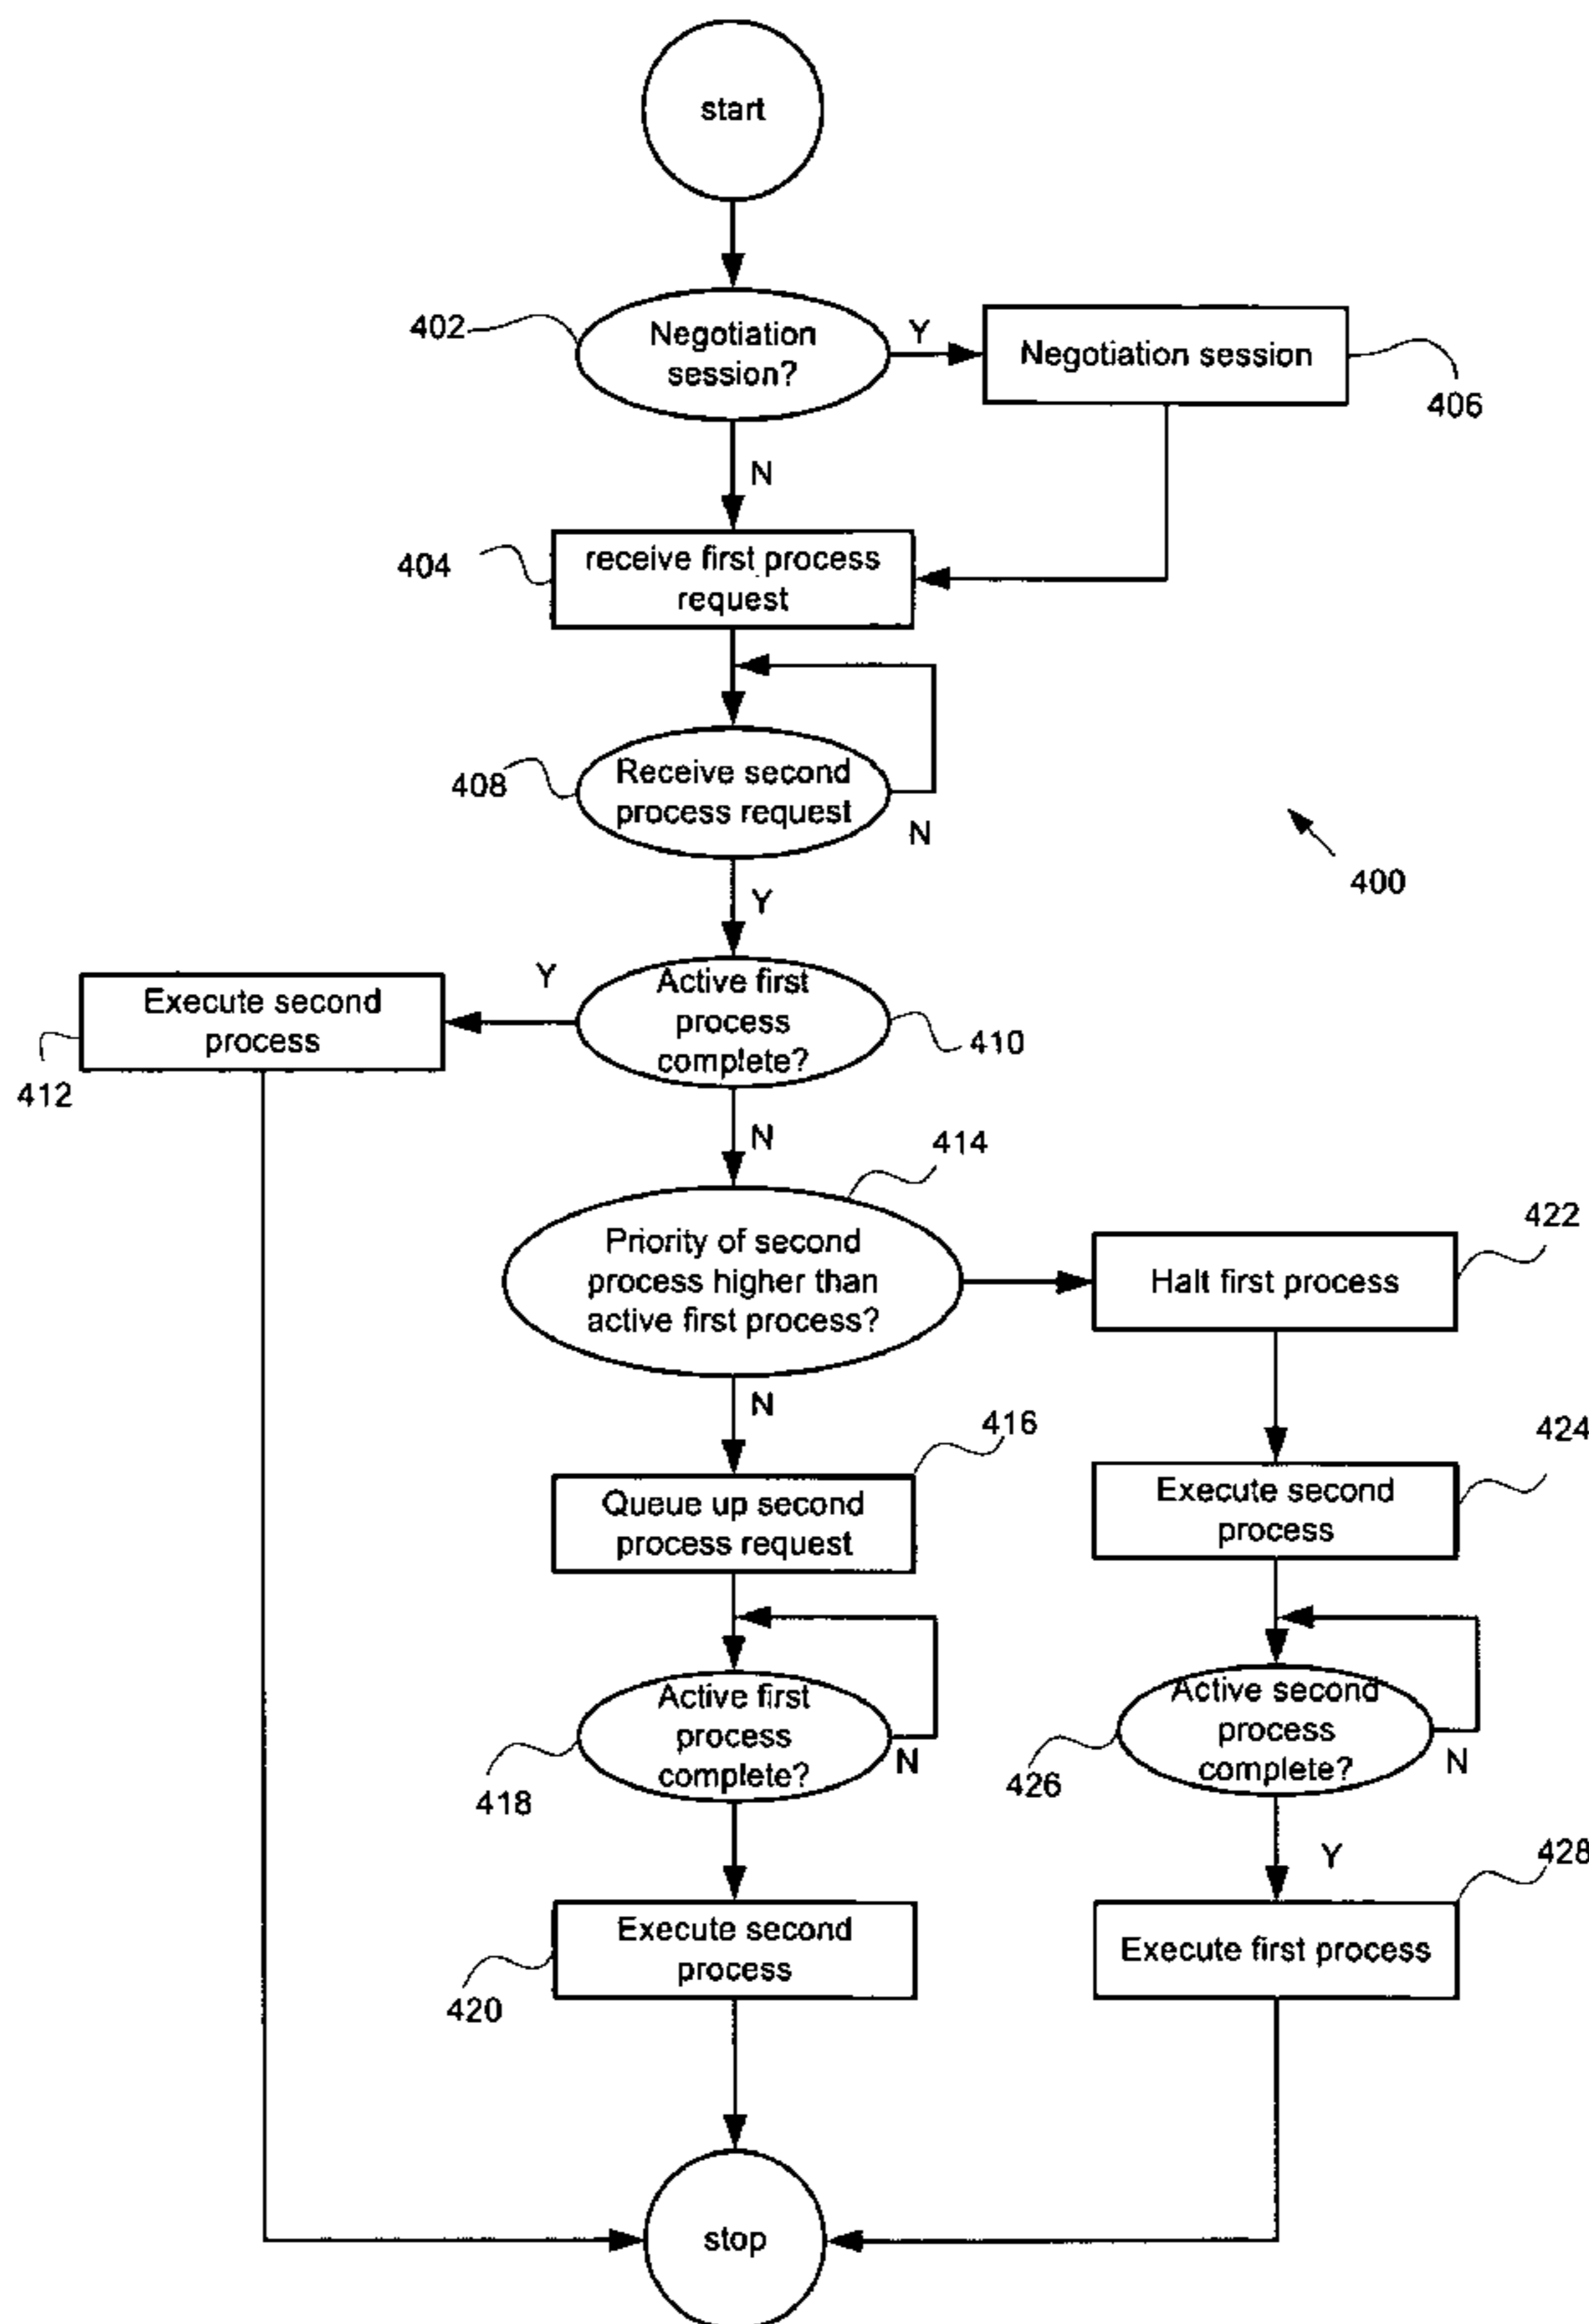 start
402
Negotiation
session?
Y
Negotiation session
406
N
404
receive first process
request
408
Receive second
process request
N
400
Y
Execute second
process
412
Y
Active first
process
complete?
410
N
414
Priority of second
process higher than
active first process?
Halt first process
422
N
416
Queue up second
process request
Execute second
process
424
Active first
process
complete?
N
418
Active second
process
complete?
N
426
Y
428
Execute second
process
420
Execute first process
stop